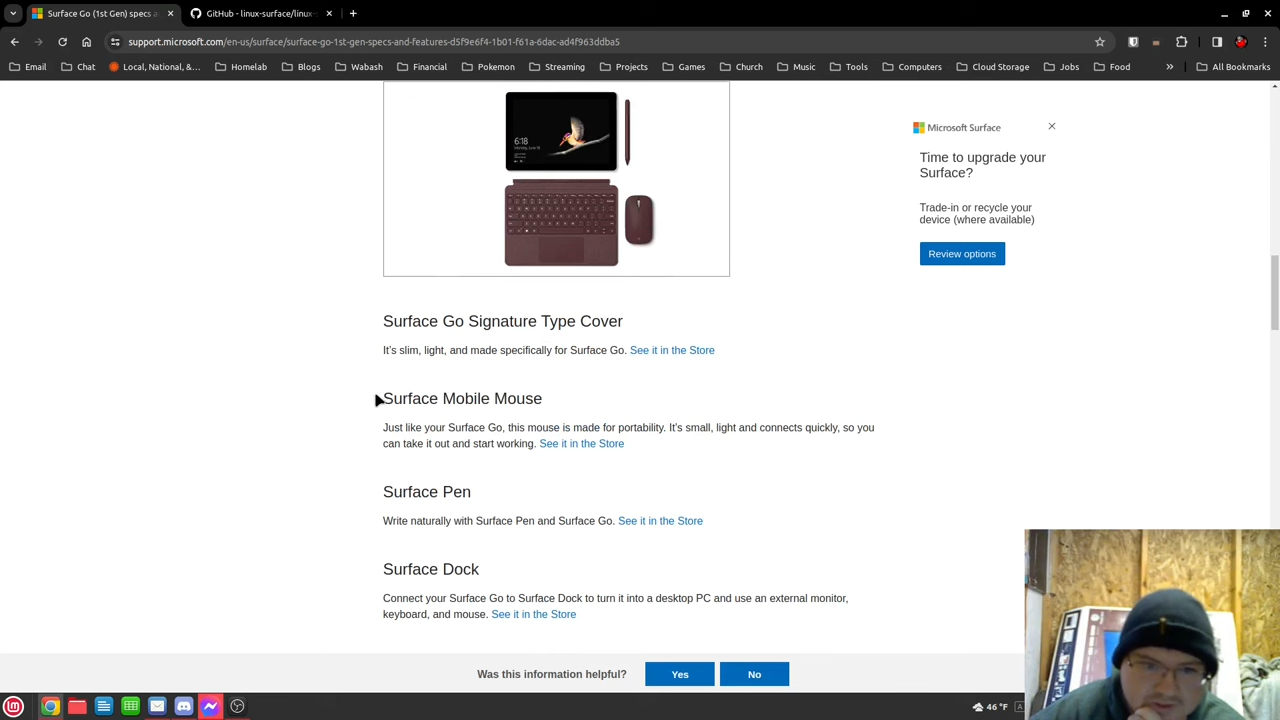 Surface Go (1st Gen) specs a
GitHub - linux-surface/linux-
support.microsoft.com/en-us/surface/surface-go-1st-gen-specs-and-features-d5f9e6f4-1b01-f61a-6dac-ad4f963ddba5
Email
Chat
Local, National, &...
Homelab
Blogs
Wabash
Financial
Pokemon
Streaming
Projects
Games
Church
Music
Tools
Computers
Cloud Storage
Jobs
Food
All Bookmarks
6:18
Microsoft Surface
Time to upgrade your
Surface?
Trade-in or recycle your
device (where available)
Review options
Surface Go Signature Type Cover
It's slim, light, and made specifically for Surface Go. See it in the Store
Surface Mobile Mouse
Just like your Surface Go, this mouse is made for portability. It's small, light and connects quickly, so you
can take it out and start working. See it in the Store
Surface Pen
Write naturally with Surface Pen and Surface Go. See it in the Store
Surface Dock
Connect your Surface Go to Surface Dock to turn it into a desktop PC and use an external monitor,
keyboard, and mouse. See it in the Store
Was this information helpful?
Yes
No
46 °F